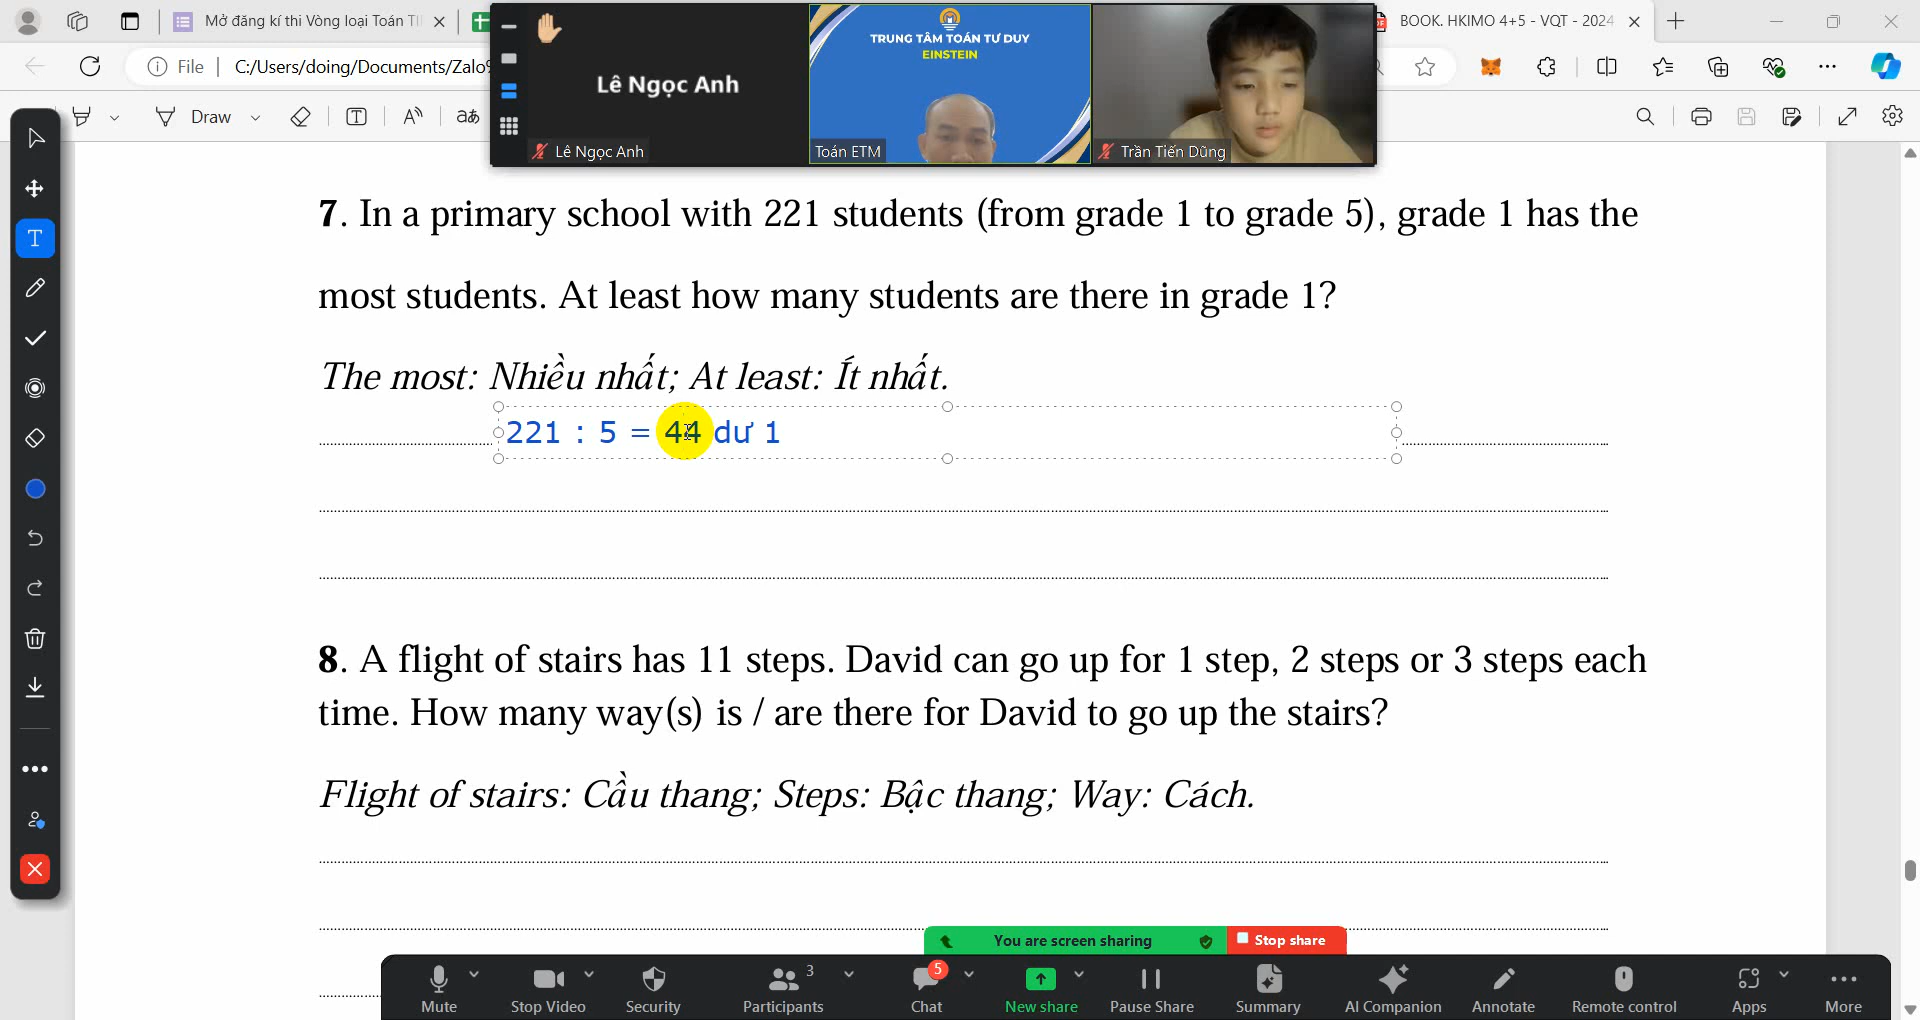 Mở đăng kí thi Vòng loại Toán TI
BOOK. HKIMO 4+5 - VQT - 2024
File
C:/Users/doing/Documents/Zalo
Draw
Lê Ngọc Anh
TRUNG TÂM TOÁN TƯ DUY
EINSTEIN
Lê Ngọc Anh
Toán ETM
Trần Tiến Dũng
7. In a primary school with 221 students (from grade 1 to grade 5), grade 1 has the
most students. At least how many students are there in grade 1?
The most: Nhiều nhất; At least: Ít nhất.
221 : 5 = 44 dư 1
8. A flight of stairs has 11 steps. David can go up for 1 step, 2 steps or 3 steps each
time. How many way(s) is / are there for David to go up the stairs?
Flight of stairs: Cầu thang; Steps: Bậc thang; Way: Cách.
You are screen sharing
Stop share
Mute
Stop Video
Security
Participants
3
Chat
5
New share
Pause Share
Summary
AI Companion
Annotate
Remote control
Apps
More